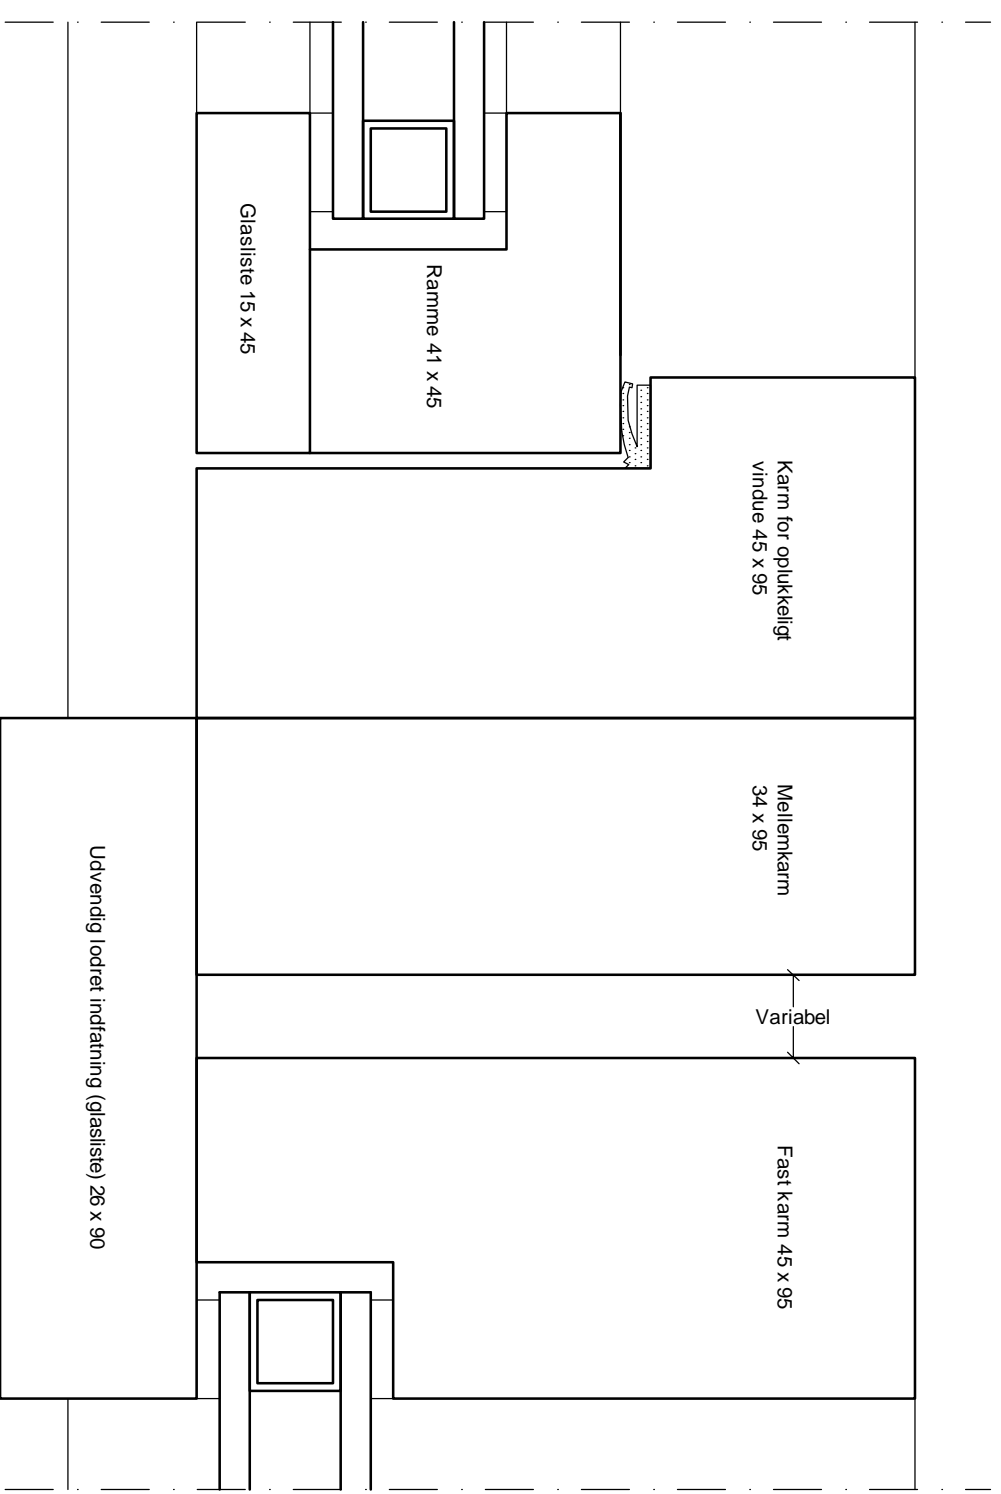 Glasliste 15 x 45
Ramme 41 x 45
Karm for oplukkeligt
vindue 45 x 95
Mellemkarm
34 x 95
Variabel
Udvendig lodret indfatning (glasliste) 26 x 90
Fast karm 45 x 95